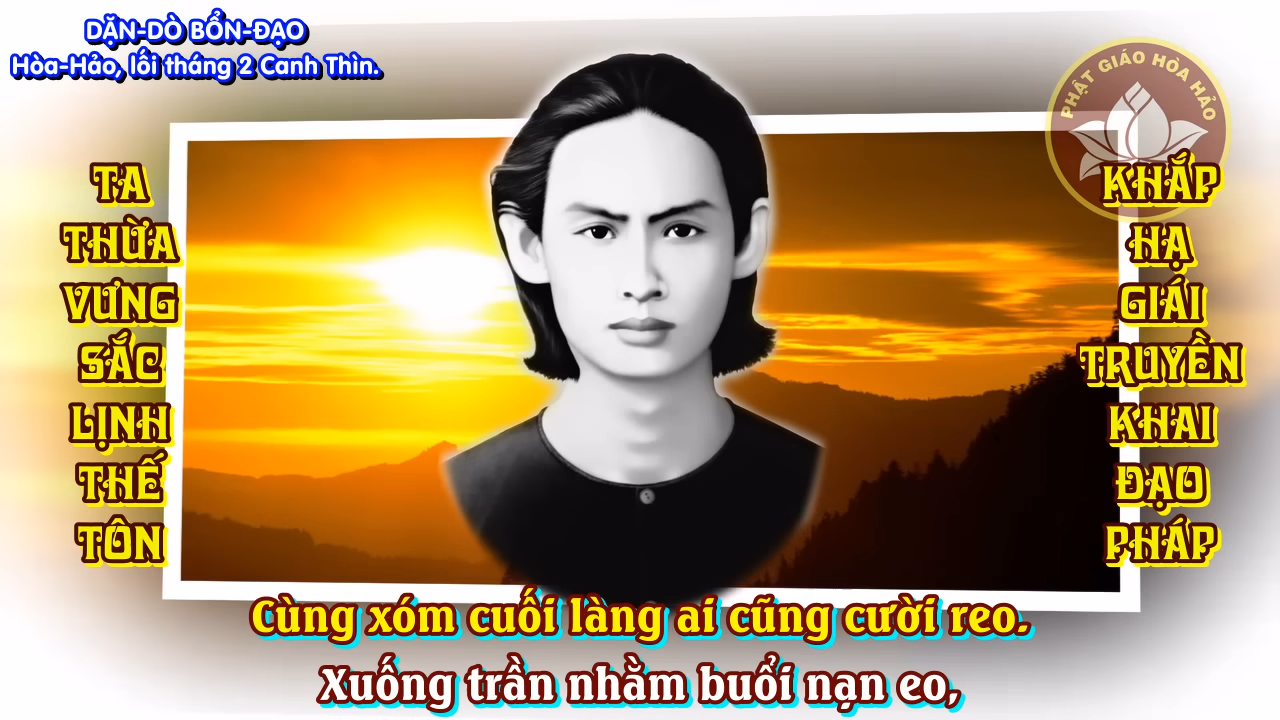 DẶN-DÒ BỔN-ĐẠO
Hòa-Hảo, lối tháng 2 Canh Thìn.
PHẬT GIÁO HÒA HẢO
TA
THỪA
VƯNG
SẮC
LỊNH
THẾ
TÔN
KHẮP
HẠ
GIÁI
TRUYỀN
KHAI
ĐẠO
PHÁP
Cùng xóm cuối làng ai cũng cười reo.
Xuống trần nhằm buổi nạn eo,